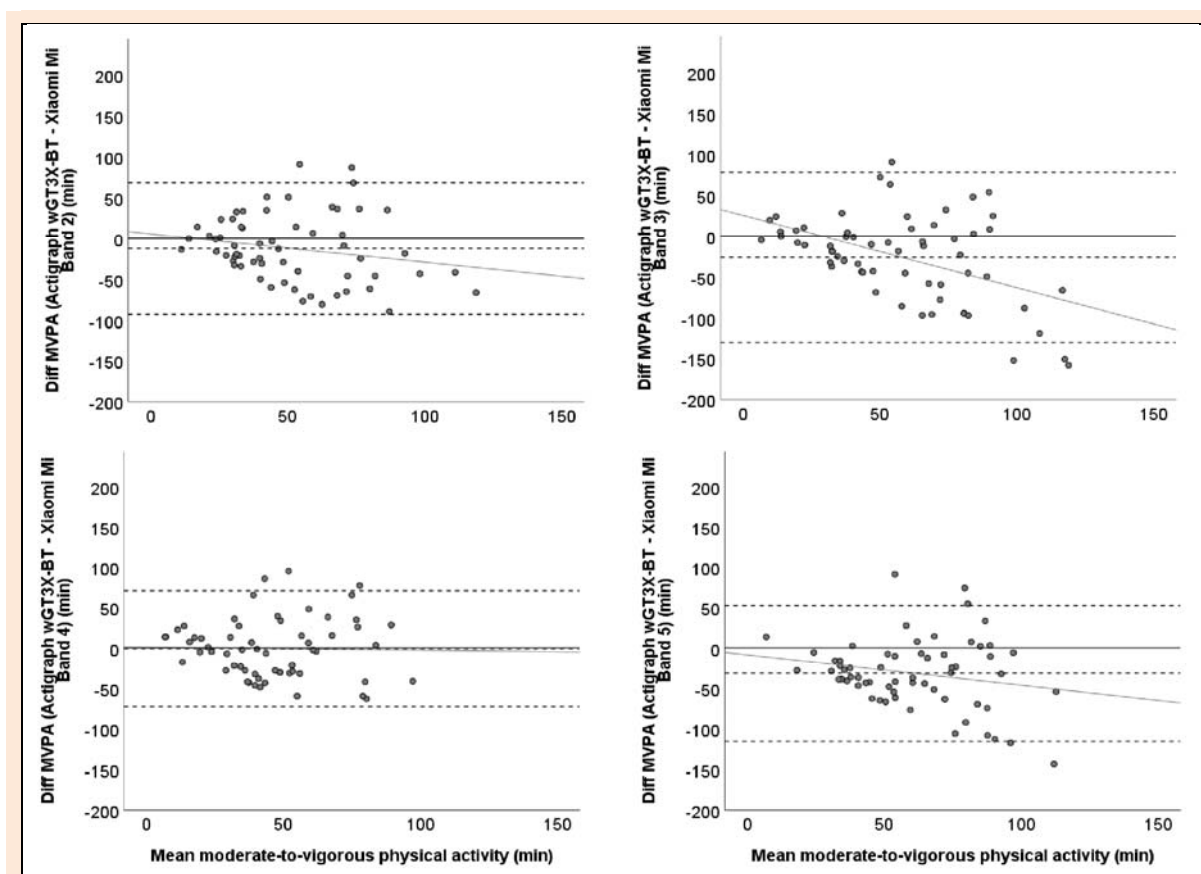 Diff MVPA (Actigraph wGT3X-BT - Xiaomi Mi
Band 2) (min)
200
150
100
50
0
-50
-100
-150
-200
0 50 100 150
Diff MVPA (Actigraph wGT3X-BT - Xiaomi Mi
Band 3) (min)
200
150
100
50
0
-50
-100
-150
-200
0 50 100 150
Diff MVPA (Actigraph wGT3X-BT - Xiaomi Mi
Band 4) (min)
200
150
100
50
0
-50
-100
-150
-200
0 50 100 150
Mean moderate-to-vigorous physical activity (min)
Diff MVPA (Actigraph wGT3X-BT - Xiaomi Mi
Band 5) (min)
200
150
100
50
0
-50
-100
-150
-200
0 50 100 150
Mean moderate-to-vigorous physical activity (min)